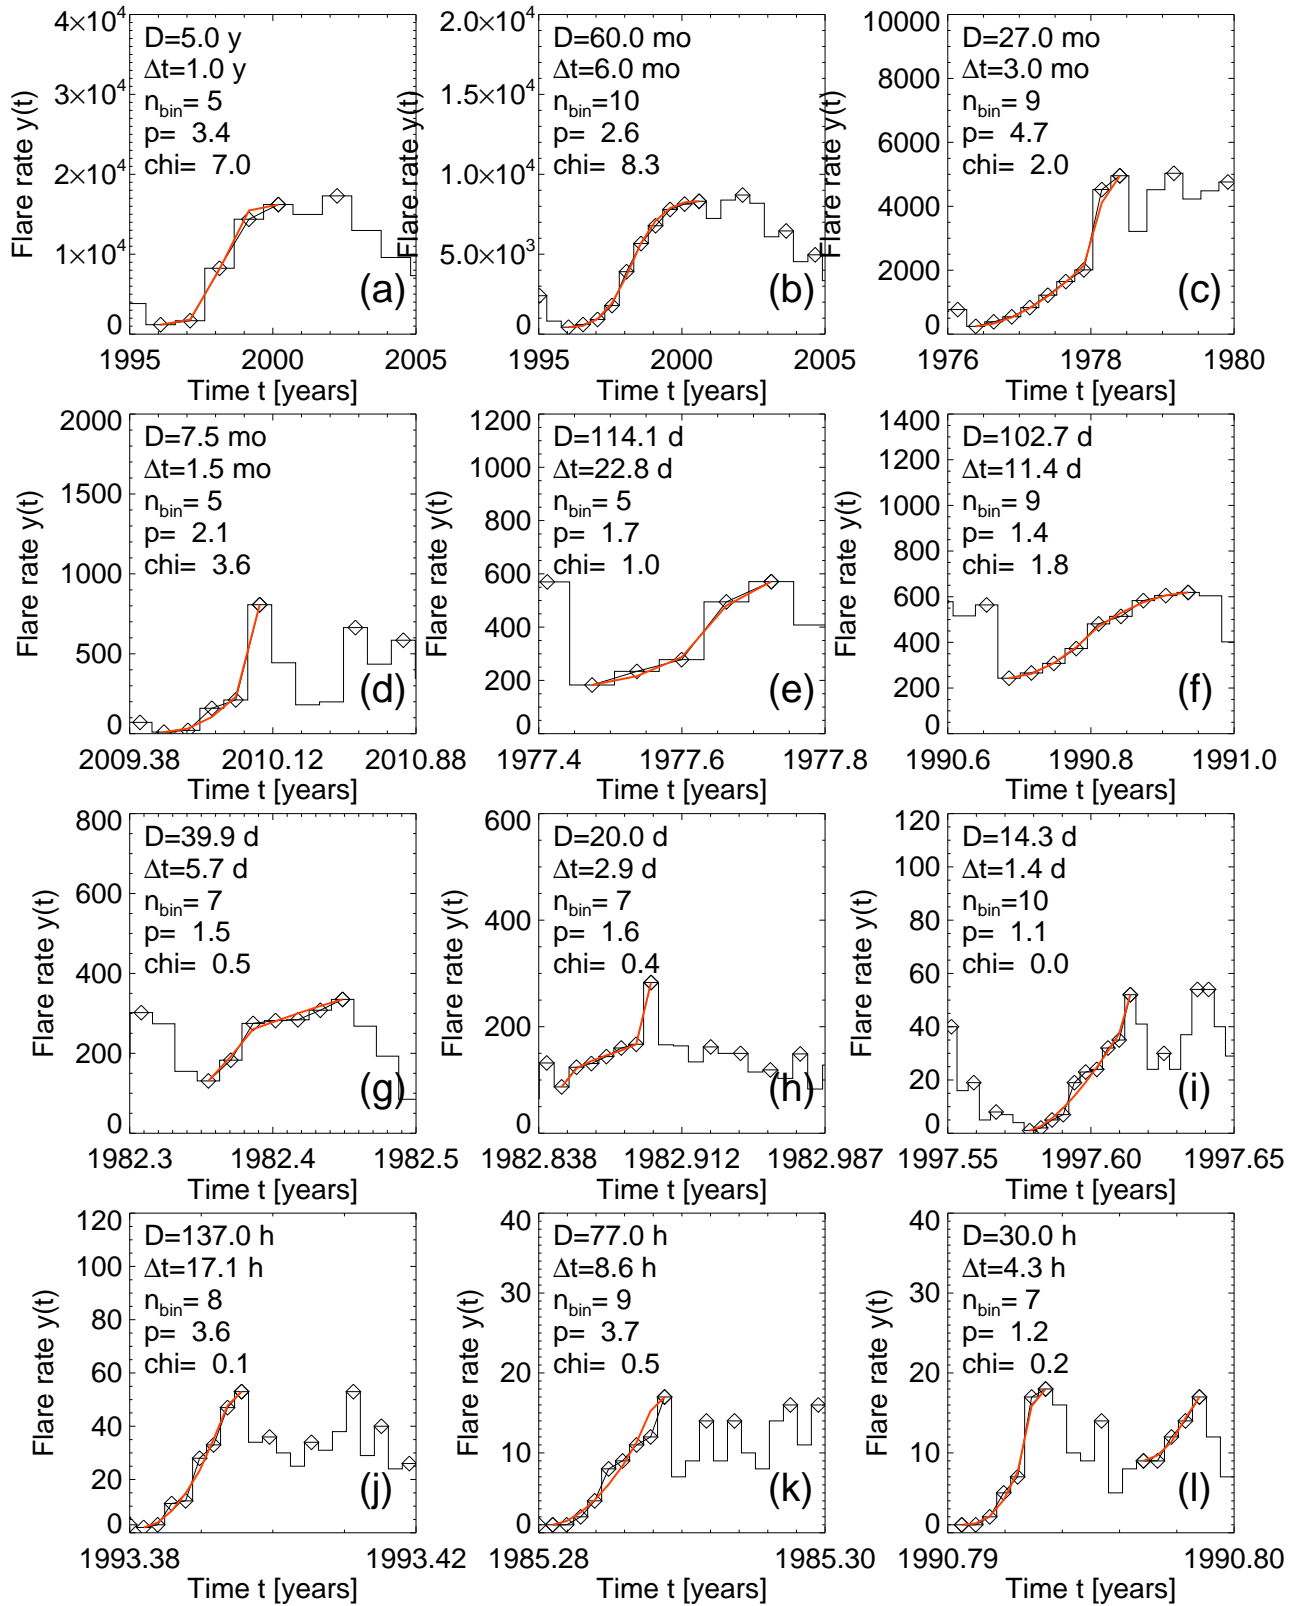 D=5.0 y
Δt=1.0 y
n_bin= 5
p= 3.4
chi= 7.0
(a)
Flare rate y(t)
4×10^4
3×10^4
2×10^4
1×10^4
0
1995 2000 2005
Time t [years]
D=60.0 mo
Δt=6.0 mo
n_bin= 10
p= 2.6
chi= 8.3
(b)
Flare rate y(t)
2.0×10^4
1.5×10^4
1.0×10^4
5.0×10^3
0
1995 2000 2005
Time t [years]
D=27.0 mo
Δt=3.0 mo
n_bin= 9
p= 4.7
chi= 2.0
(c)
Flare rate y(t)
10000
8000
6000
4000
2000
0
1976 1978 1980
Time t [years]
D=7.5 mo
Δt=1.5 mo
n_bin= 5
p= 2.1
chi= 3.6
(d)
Flare rate y(t)
2000
1500
1000
500
0
2009.38 2010.12 2010.88
Time t [years]
D=114.1 d
Δt=22.8 d
n_bin= 5
p= 1.7
chi= 1.0
(e)
Flare rate y(t)
1200
1000
800
600
400
200
0
1977.4 1977.6 1977.8
Time t [years]
D=102.7 d
Δt=11.4 d
n_bin= 9
p= 1.4
chi= 1.8
(f)
Flare rate y(t)
1400
1200
1000
800
600
400
200
0
1990.6 1990.8 1991.0
Time t [years]
D=39.9 d
Δt=5.7 d
n_bin= 7
p= 1.5
chi= 0.5
(g)
Flare rate y(t)
800
600
400
200
0
1982.3 1982.4 1982.5
Time t [years]
D=20.0 d
Δt=2.9 d
n_bin= 7
p= 1.6
chi= 0.4
(h)
Flare rate y(t)
600
400
200
0
1982.838 1982.912 1982.987
Time t [years]
D=14.3 d
Δt=1.4 d
n_bin= 10
p= 1.1
chi= 0.0
(i)
Flare rate y(t)
120
100
80
60
40
20
0
1997.55 1997.60 1997.65
Time t [years]
D=137.0 h
Δt=17.1 h
n_bin= 8
p= 3.6
chi= 0.1
(j)
Flare rate y(t)
120
100
80
60
40
20
0
1993.38 1993.42
Time t [years]
D=77.0 h
Δt=8.6 h
n_bin= 9
p= 3.7
chi= 0.5
(k)
Flare rate y(t)
40
30
20
10
0
1985.28 1985.30
Time t [years]
D=30.0 h
Δt=4.3 h
n_bin= 7
p= 1.2
chi= 0.2
(l)
Flare rate y(t)
40
30
20
10
0
1990.79 1990.80
Time t [years]